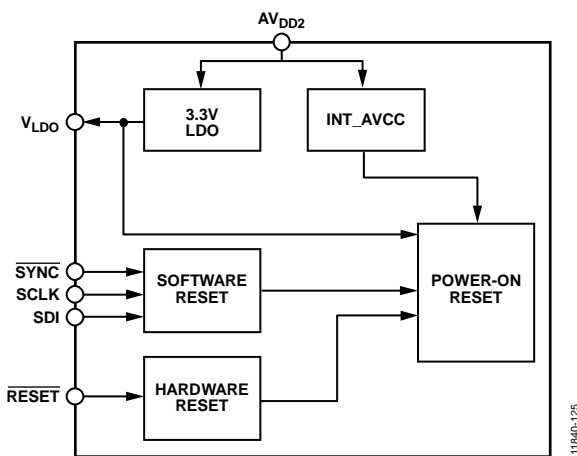 AVDD2
3.3V
LDO
INT_AVCC
VLDO
POWER-ON
RESET
SYNC
SCLK
SDI
SOFTWARE
RESET
RESET
HARDWARE
RESET
11840-125